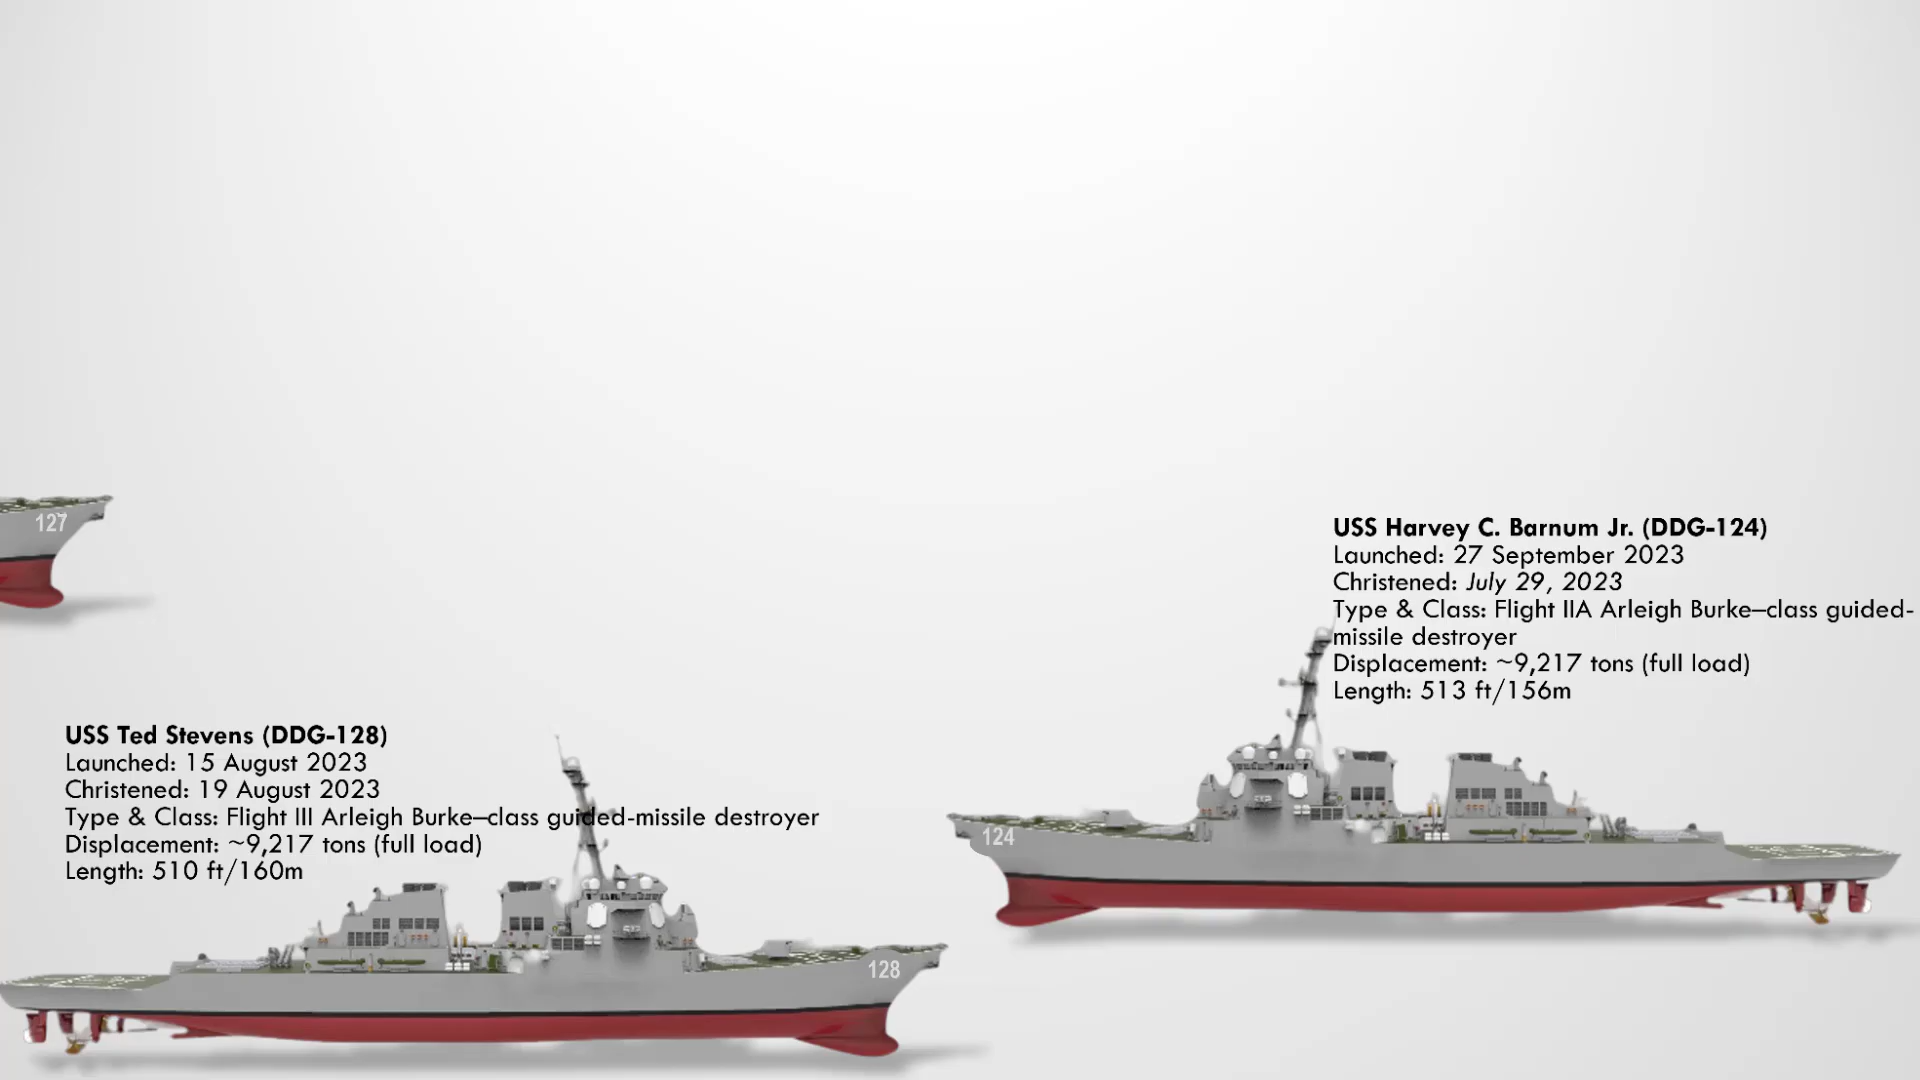 127
USS Harvey C. Barnum Jr. (DDG-124)
Launched: 27 September 2023
Christened: July 29, 2023
Type & Class: Flight IIA Arleigh Burke–class guided-
missile destroyer
Displacement: ~9,217 tons (full load)
Length: 513 ft/156m
124
USS Ted Stevens (DDG-128)
Launched: 15 August 2023
Christened: 19 August 2023
Type & Class: Flight III Arleigh Burke–class guided-missile destroyer
Displacement: ~9,217 tons (full load)
Length: 510 ft/160m
128